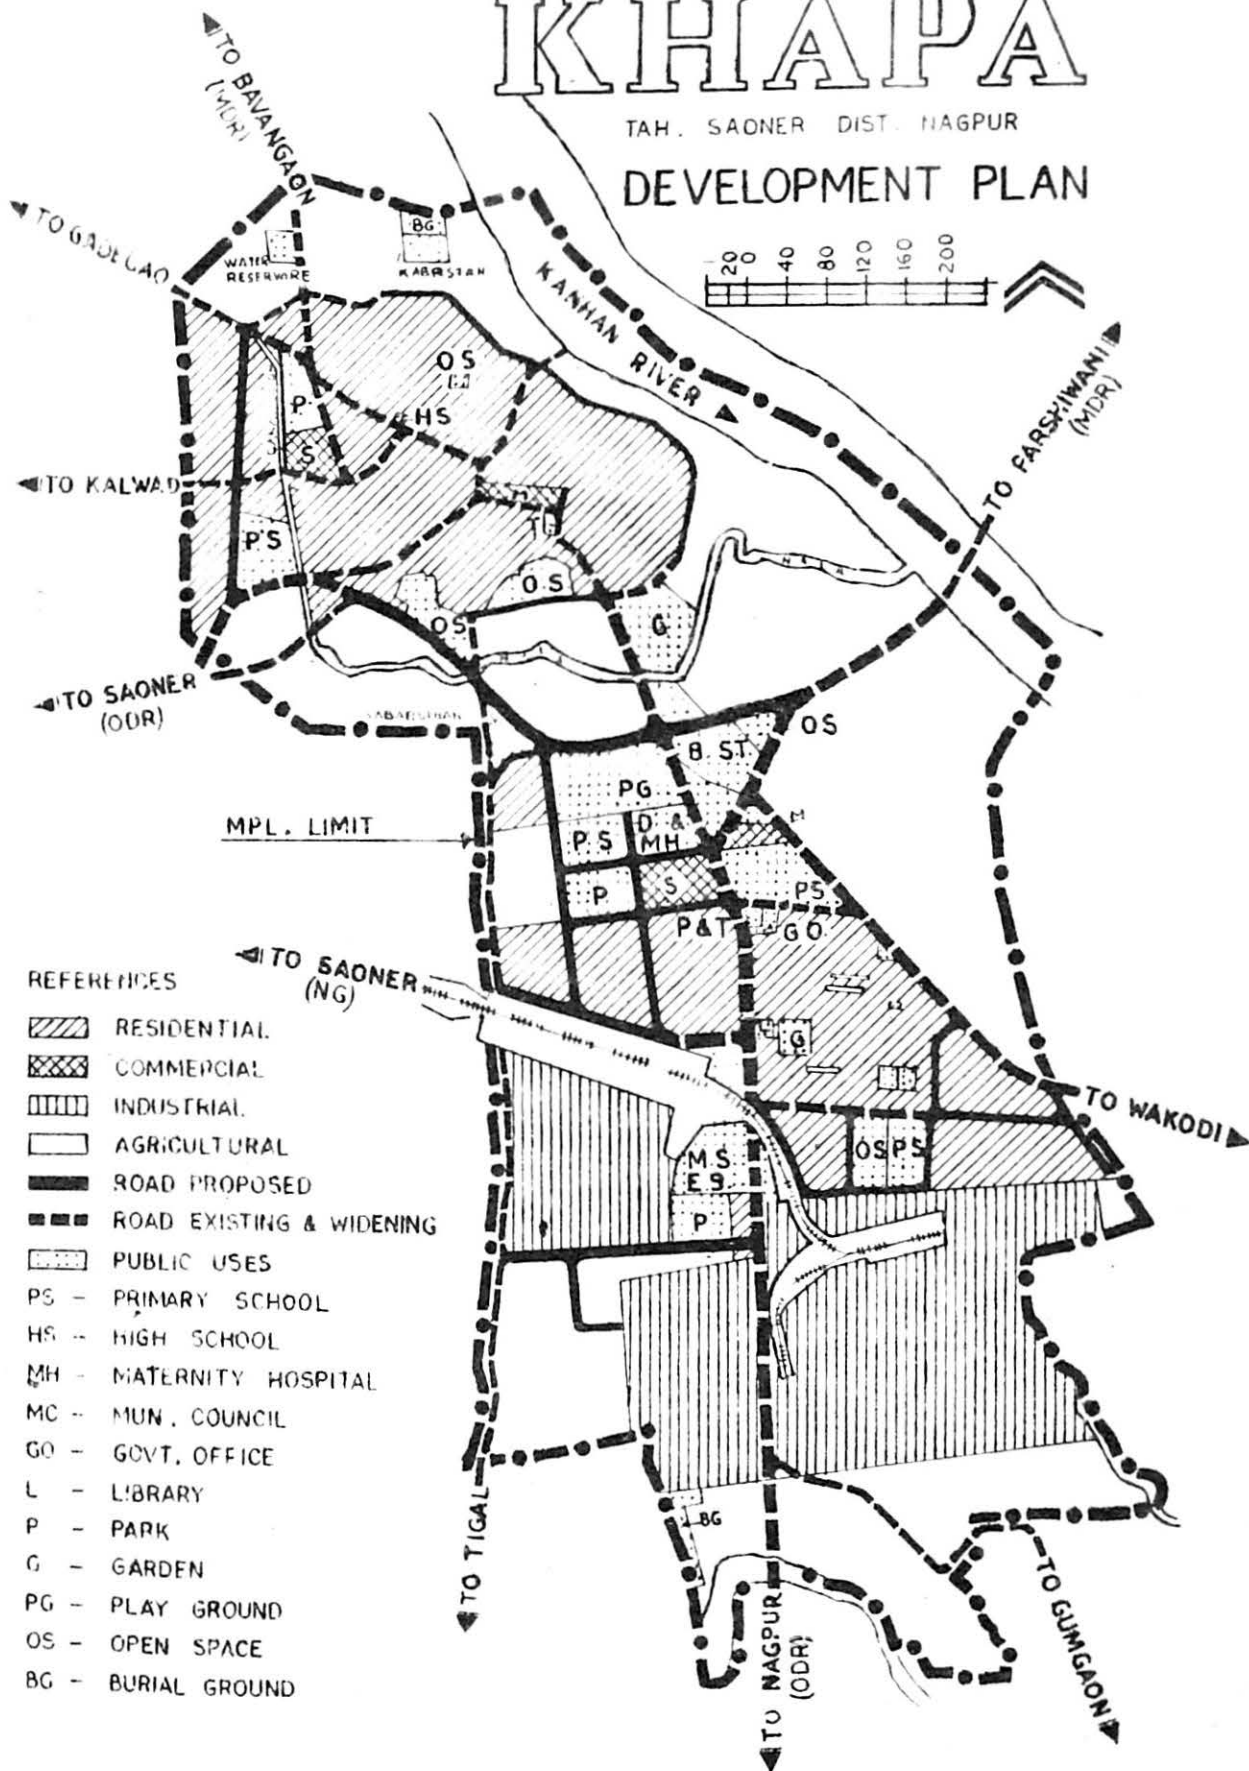 KHAPA
TAH. SAONER DIST. NAGPUR
DEVELOPMENT PLAN
20 0 40 80 120 160 200
TO BAVANGAON
(MDR)
TO GADEGAO
WATER
RESERWIRE
BG
KABRSTAN
KANHAN RIVER
TO PARSHIWANI
(MDR)
OS
P
HS
S
TO KALWAD
M
PS
OS
OS
G
TO SAONER
(ODR)
OS
B.ST.
PG
MPL. LIMIT
PS
D &
MH
M
P
S
PS
P&T
GO
TO SAONER
(NG)
G
TO WAKODI
OS PS
MS
P
BG
TO TIGAL
TO NAGPUR
(ODR)
TO GUMGAON
REFERENCES
RESIDENTIAL
COMMERCIAL
INDUSTRIAL
AGRICULTURAL
ROAD PROPOSED
ROAD EXISTING & WIDENING
PUBLIC USES
PS - PRIMARY SCHOOL
HS - HIGH SCHOOL
MH - MATERNITY HOSPITAL
MC - MUN. COUNCIL
GO - GOVT. OFFICE
L - LIBRARY
P - PARK
G - GARDEN
PG - PLAY GROUND
OS - OPEN SPACE
BG - BURIAL GROUND